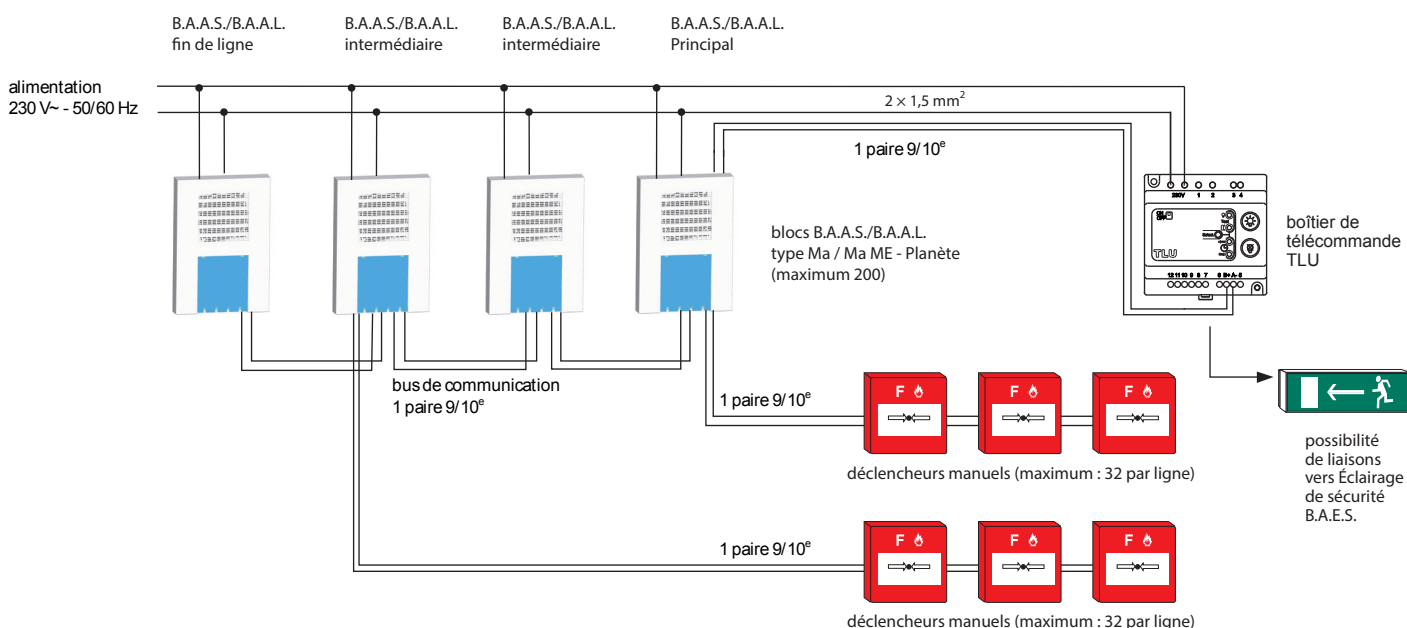 B.A.A.S./B.A.A.L.
fin de ligne
B.A.A.S./B.A.A.L.
intermédiaire
B.A.A.S./B.A.A.L.
intermédiaire
B.A.A.S./B.A.A.L.
Principal
alimentation
230 V~ - 50/60 Hz
2 × 1,5 mm²
1 paire 9/10e
230V 1 2 3 4
TLU
12 11 10 9 8 7 6 B+ A- 5
boîtier de
télécommande
TLU
blocs B.A.A.S./B.A.A.L.
type Ma / Ma ME - Planète
(maximum 200)
bus de communication
1 paire 9/10e
1 paire 9/10e
F
F
F
déclencheurs manuels (maximum : 32 par ligne)
possibilité
de liaisons
vers Éclairage
de sécurité
B.A.E.S.
1 paire 9/10e
F
F
F
déclencheurs manuels (maximum : 32 par ligne)